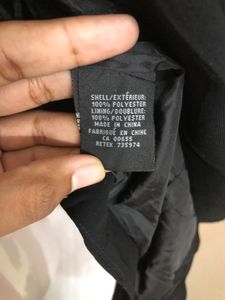 SHELL/EXTÉRIEUR:
100% POLYESTER
LINING/DOUBLURE:
100% POLYESTER
MADE IN CHINA
FABRIQUÉ EN CHINE
CA 00655
RETEK 735974